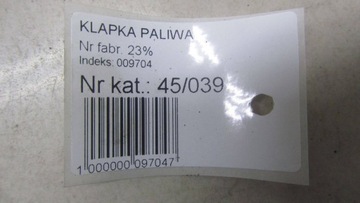 KLAPKA PALIWA
Nr fabr. 23%
Indeks: 009704
Nr kat.: 45/039
1 000000 097047